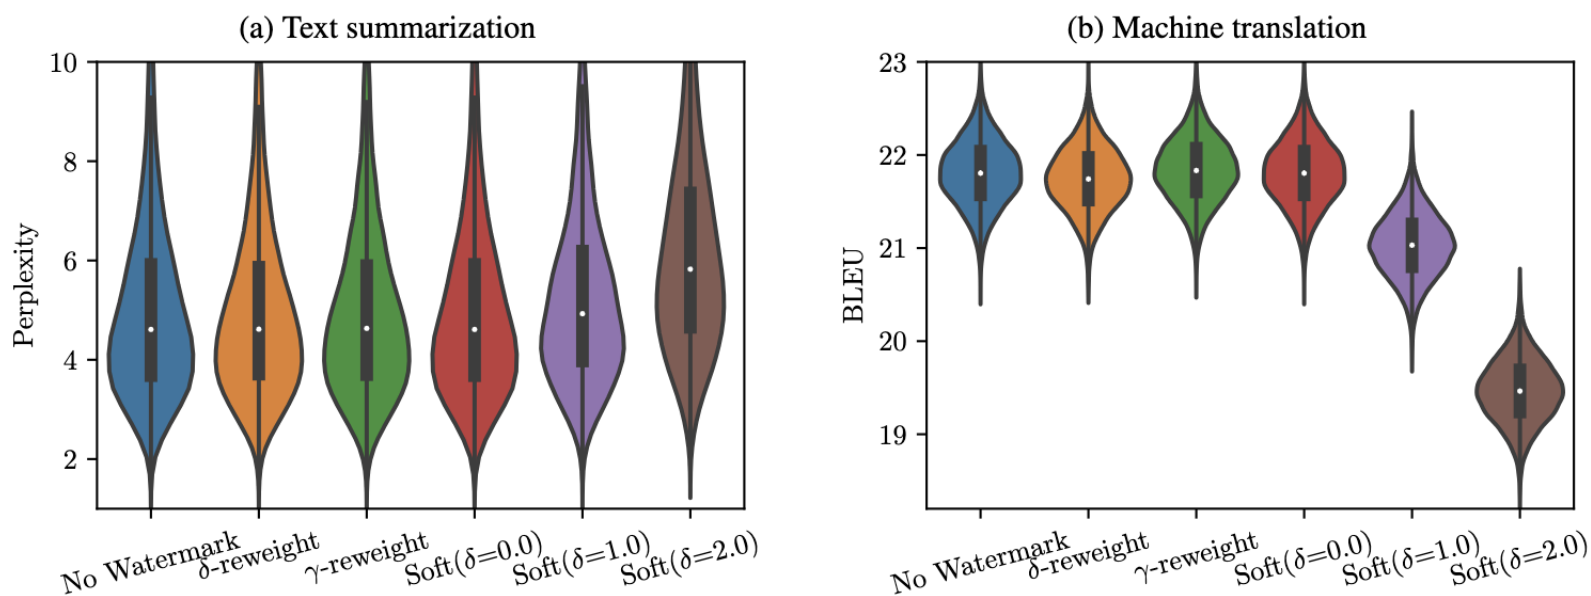 (a) Text summarization
10
8
6
4
2
Perplexity
No Watermark
δ-reweight
γ-reweight
Soft(δ=0.0)
Soft(δ=1.0)
Soft(δ=2.0)
(b) Machine translation
23
22
21
20
19
BLEU
No Watermark
δ-reweight
γ-reweight
Soft(δ=0.0)
Soft(δ=1.0)
Soft(δ=2.0)